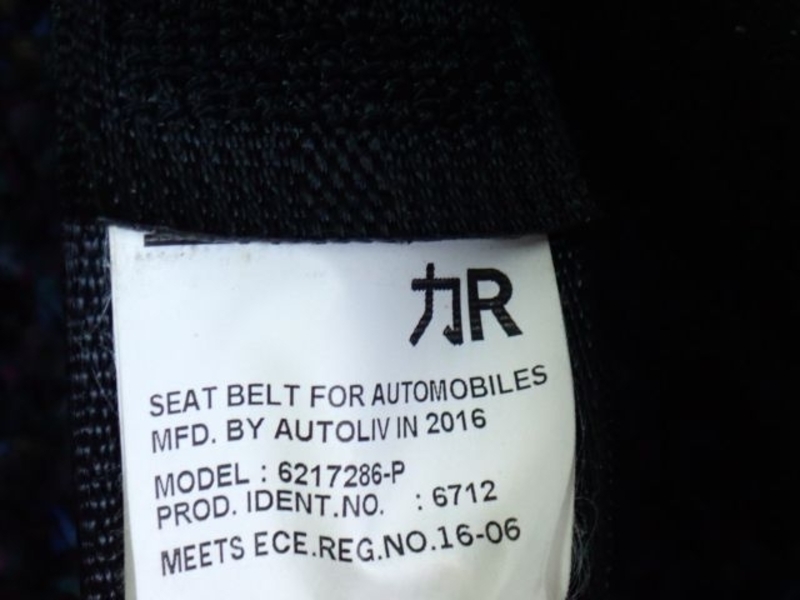 力R
SEAT BELT FOR AUTOMOBILES
MFD. BY AUTOLIV IN 2016
MODEL : 6217286-P
PROD. IDENT.NO. : 6712
MEETS ECE.REG.NO.16-06